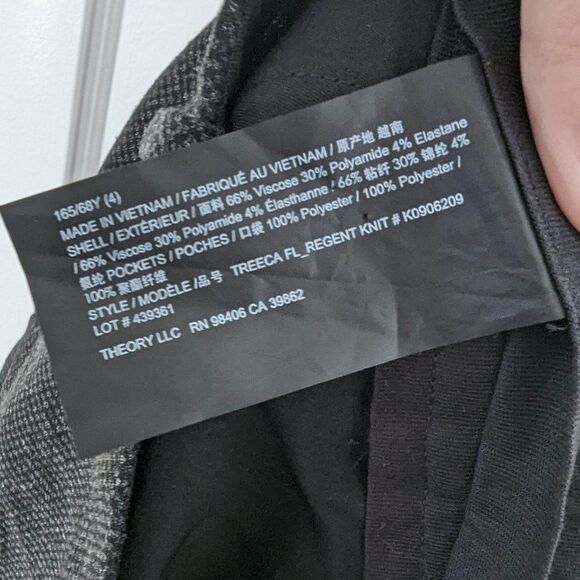 165/68Y (4)
MADE IN VIETNAM / FABRIQUÉ AU VIETNAM / 原产地 越南
SHELL / EXTÉRIEUR / 面料 66% Viscose 30% Polyamide 4% Elastane
/ 66% Viscose 30% Polyamide 4% Élasthanne / 66% 粘纤 30% 锦纶 4%
氨纶 POCKETS / POCHES / 口袋 100% Polyester / 100% Polyester /
100% 聚酯纤维
STYLE / MODÈLE /品号 TREECA FL_REGENT KNIT # K0906209
LOT # 439361
THEORY LLC RN 98406 CA 39862